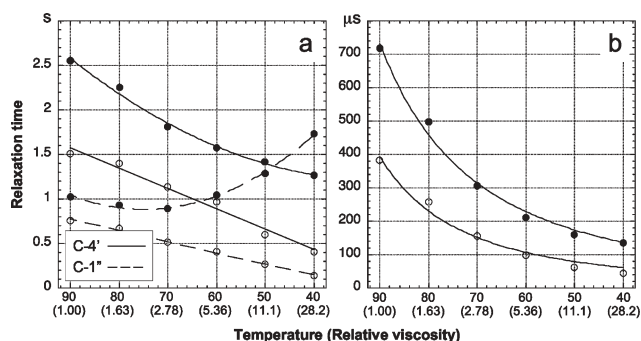 S
a
2.5
2
1.5
1
0.5
0
Relaxation time
C-4'
C-1"
90 80 70 60 50 40
(1.00) (1.63) (2.78) (5.36) (11.1) (28.2)
μS
b
700
600
500
400
300
200
100
0
90 80 70 60 50 40
(1.00) (1.63) (2.78) (5.36) (11.1) (28.2)
Temperature (Relative viscosity)